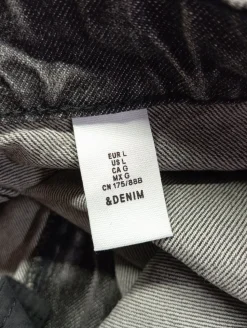 EUR L
US L
CA G
MX G
CN 175/88B
&DENIM